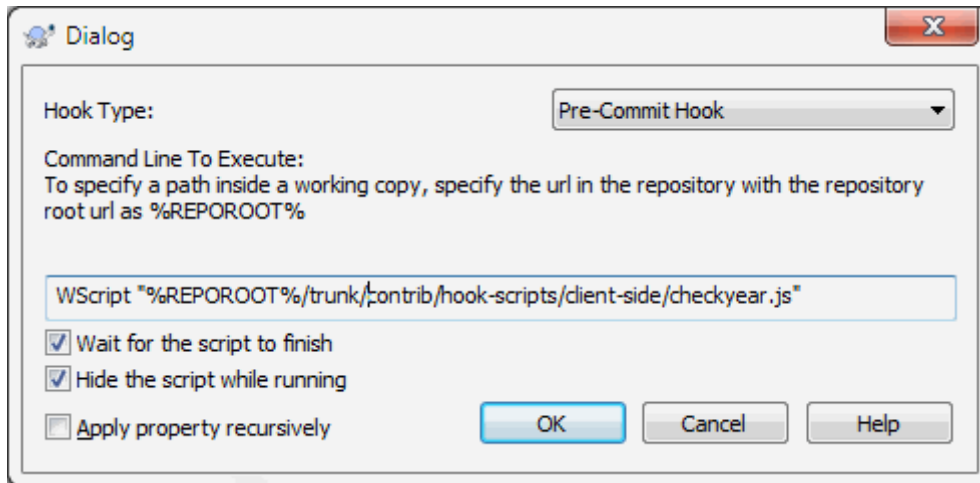 Dialog
Hook Type:
Pre-Commit Hook
Command Line To Execute:
To specify a path inside a working copy, specify the url in the repository with the repository
root url as %REPOROOT%
WScript "%REPOROOT%/trunk/contrib/hook-scripts/client-side/checkyear.js"
Wait for the script to finish
Hide the script while running
Apply property recursively
OK
Cancel
Help